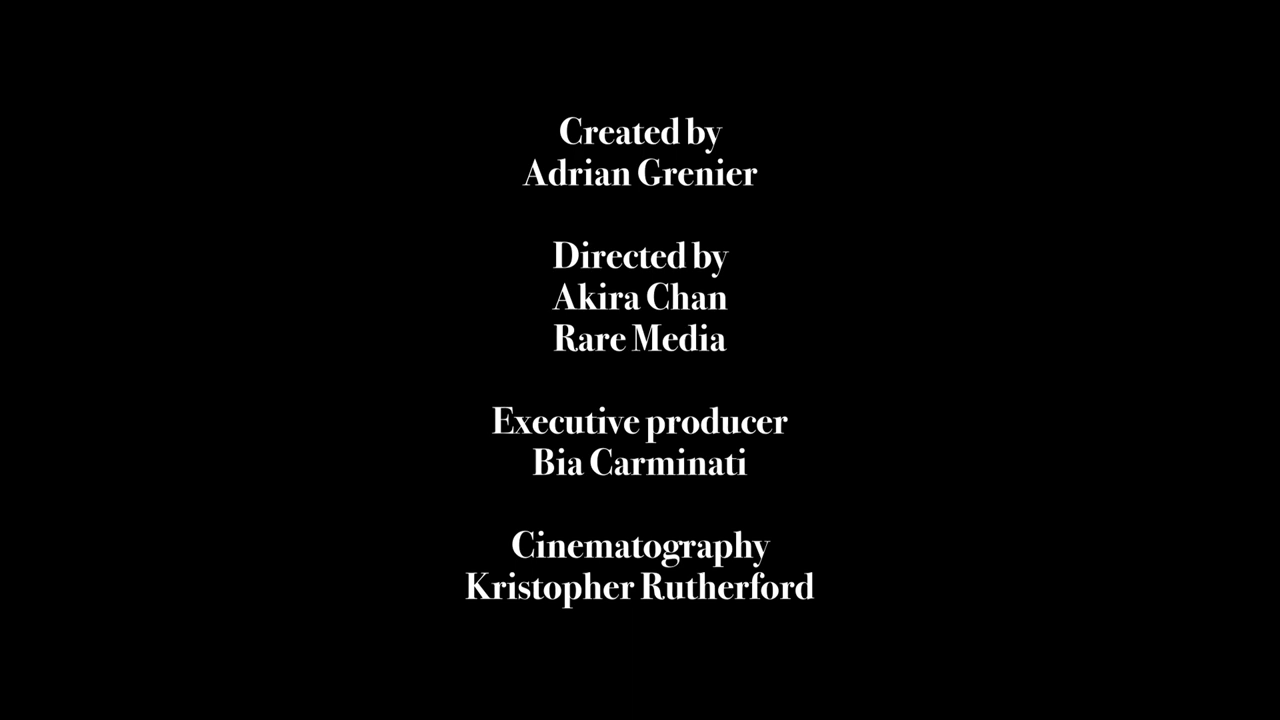 Created by
Adrian Grenier
Directed by
Akira Chan
Rare Media
Executive producer
Bia Carminati
Cinematography
Kristopher Rutherford